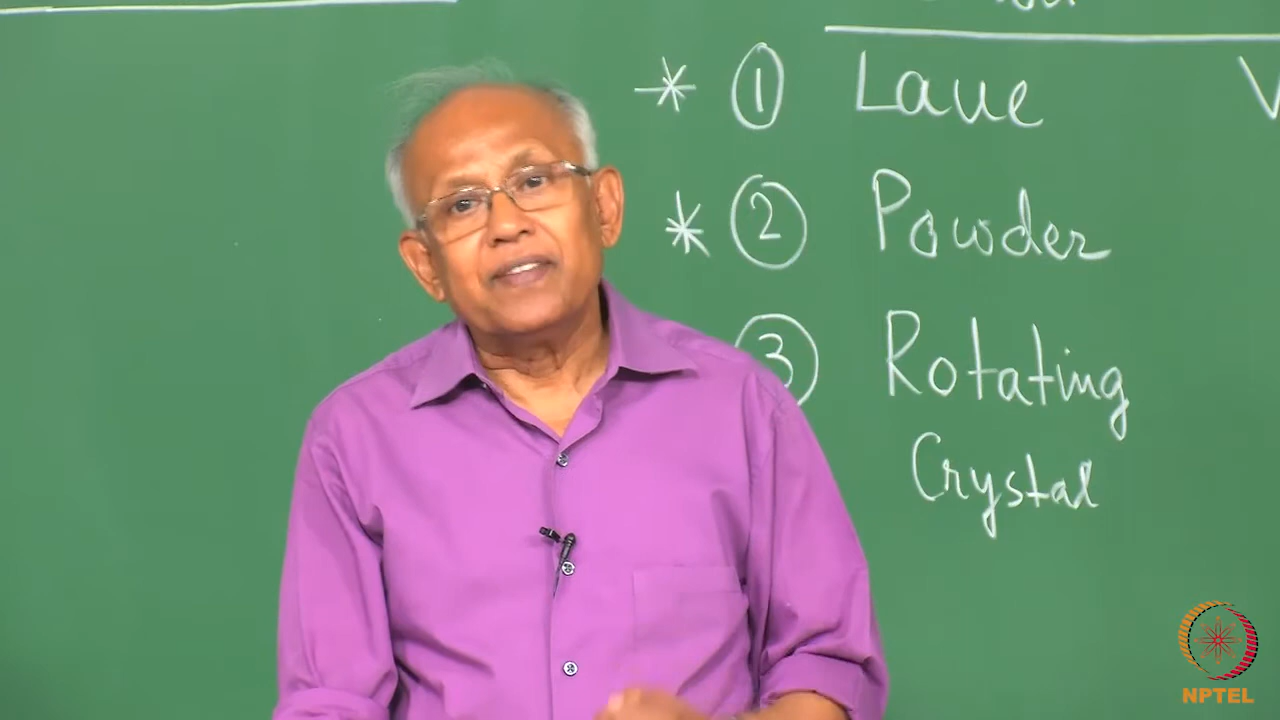 * ① Laue V
* ② Powder
③ Rotating
Crystal
NPTEL